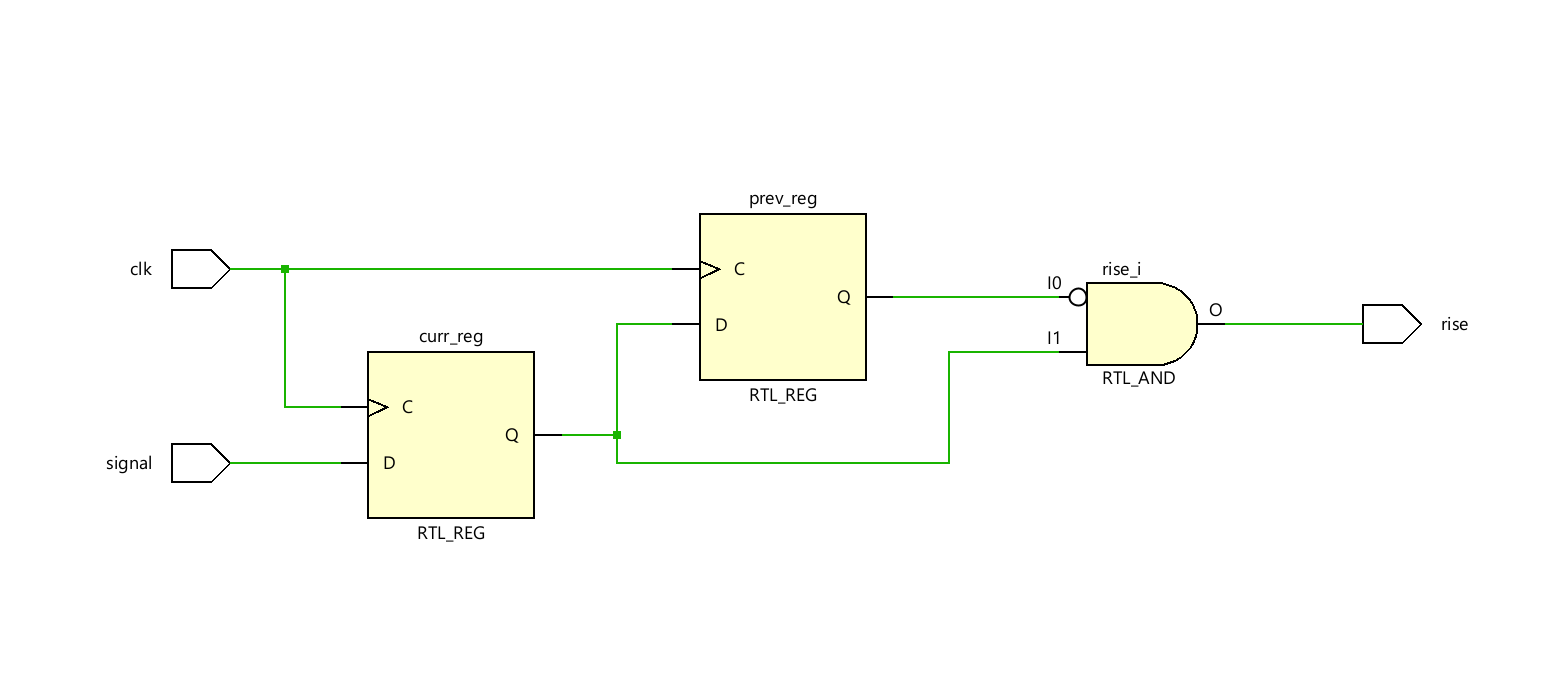 prev_reg
clk
C
Q
D
RTL_REG
curr_reg
C
Q
signal
D
RTL_REG
rise_i
I0
I1
O
RTL_AND
rise